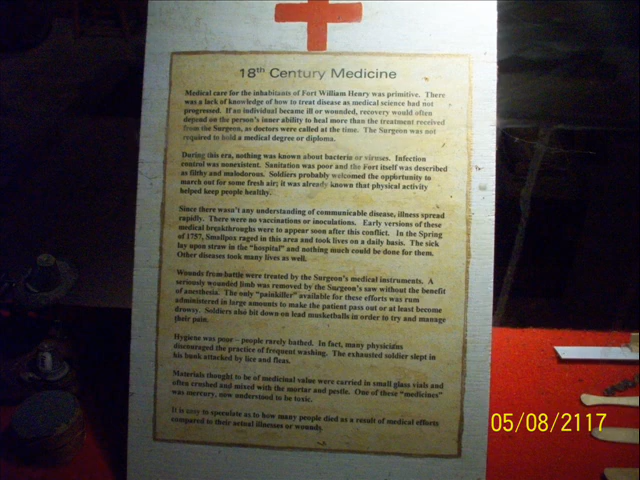 18th Century Medicine
Medical care for the inhabitants of Fort William Henry was primitive. There
was a lack of knowledge of how to treat disease as medical science had not
progressed. If an individual became ill or wounded, recovery would often
depend on the person's inner ability to heal more than the treatment received
from the Surgeon, as doctors were called at the time. The Surgeon was not
required to hold a medical degree or diploma.
During this era, nothing was known about bacteria or viruses. Infection
control was nonexistent. Sanitation was poor and the Fort itself was described
as filthy and malodorous. Soldiers probably welcomed the opportunity to
march out for some fresh air; it was already known that physical activity
helped keep people healthy.
Since there wasn't any understanding of communicable disease, illness spread
rapidly. There were no vaccinations or inoculations. Early versions of these
medical breakthroughs were to appear soon after this conflict. In the Spring
of 1757, Smallpox raged in this area and took lives on a daily basis. The sick
lay upon straw in the "hospital" and nothing much could be done for them.
Other diseases took many lives as well.
Wounds from battle were treated by the Surgeon's medical instruments. A
seriously wounded limb was removed by the Surgeon's saw without the benefit
of anesthesia. The only "painkiller" available for these efforts was rum
administered in large amounts to make the patient pass out or at least become
drowsy. Soldiers also bit down on lead musketballs in order to try and manage
their pain.
Hygiene was poor – people rarely bathed. In fact, many physicians
discouraged the practice of frequent washing. The exhausted soldier slept in
his bunk attacked by lice and fleas.
Materials thought to be of medicinal value were carried in small glass vials and
often crushed and mixed with the mortar and pestle. One of these "medicines"
was mercury, now understood to be toxic.
It is easy to speculate as to how many people died as a result of medical efforts
compared to their actual illnesses or wounds.
05/08/2117